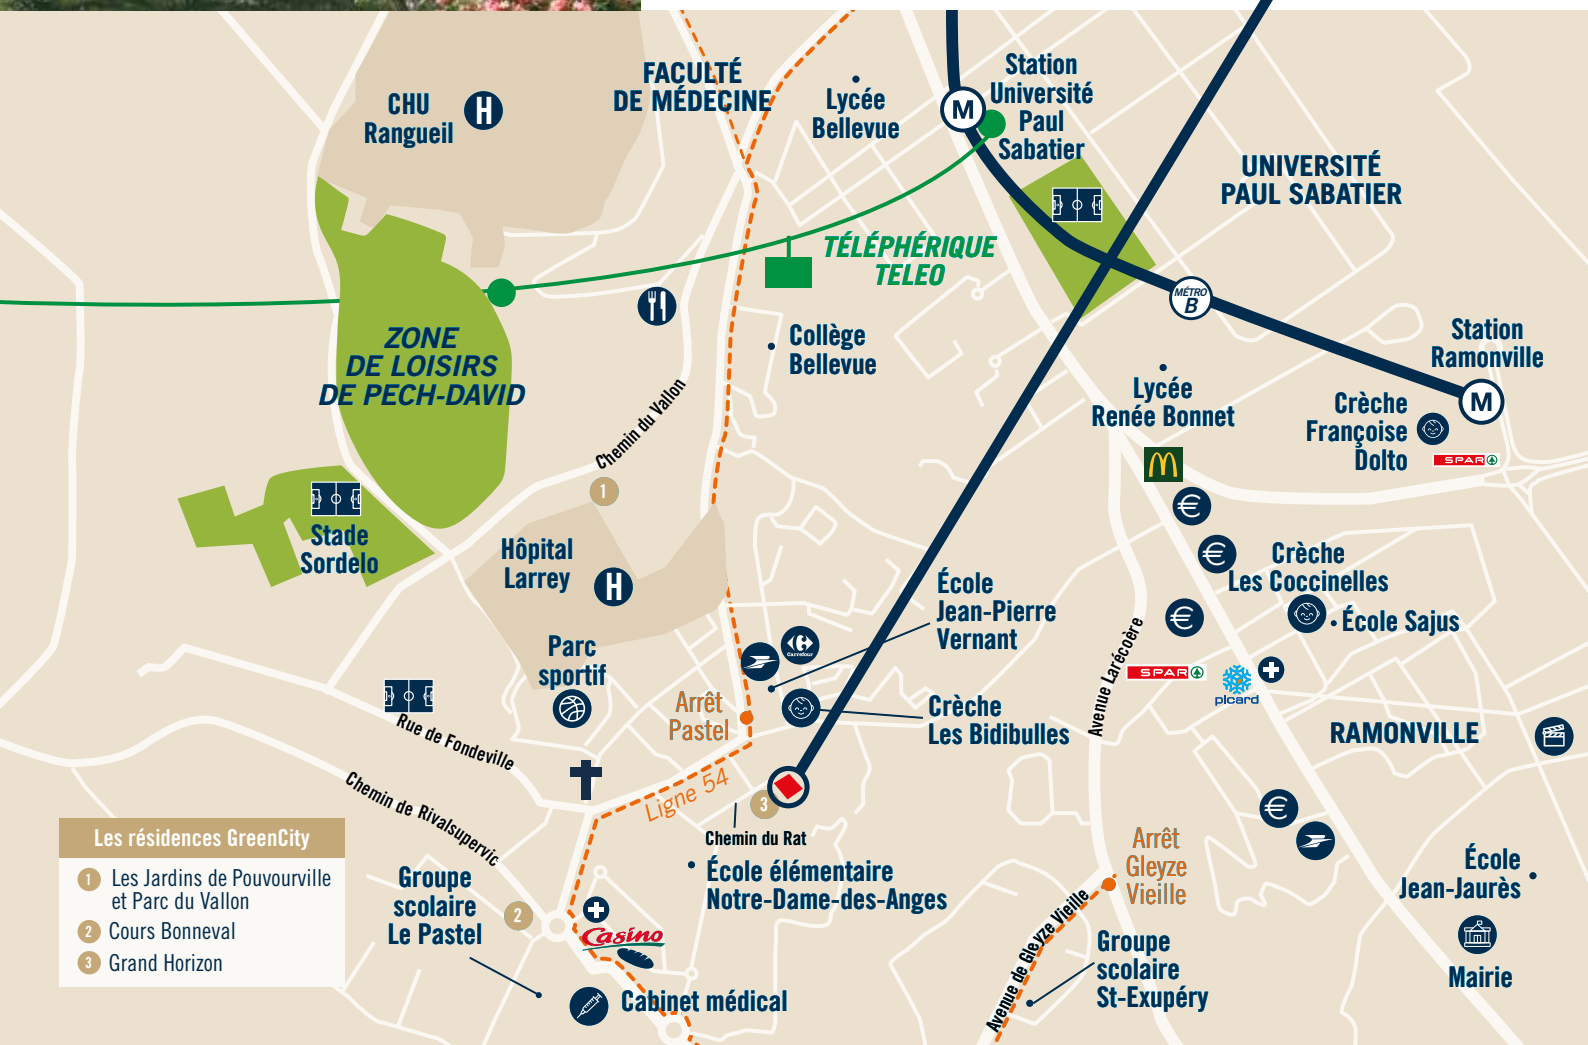 FACULTÉ
DE MÉDECINE
CHU
Rangueil
H
Lycée
Bellevue
M
Station
Université
Paul
Sabatier
UNIVERSITÉ
PAUL SABATIER
TÉLÉPHÉRIQUE
TELEO
MÉTRO
B
Station
Ramonville
M
ZONE
DE LOISIRS
DE PECH-DAVID
Collège
Bellevue
Chemin du Vallon
1
Lycée
Renée Bonnet
Crèche
Françoise
Dolto
SPAR
Stade
Sordelo
Hôpital
Larrey
H
€
€
Crèche
Les Coccinelles
École
Jean-Pierre
Vernant
€
École Sajus
Avenue Larécoère
Parc
sportif
Carrefour
SPAR
picard
Arrêt
Pastel
Crèche
Les Bidibulles
RAMONVILLE
Rue de Fondeville
Chemin de Rivalsupervic
Ligne 54
3
Chemin du Rat
€
Les résidences GreenCity
1 Les Jardins de Pouvourville
et Parc du Vallon
2 Cours Bonneval
3 Grand Horizon
Groupe
scolaire
Le Pastel
2
École élémentaire
Notre-Dame-des-Anges
Casino
Cabinet médical
Arrêt
Gleyze
Vieille
Avenue de Gleyze Vieille
Groupe
scolaire
St-Exupéry
École
Jean-Jaurès
Mairie